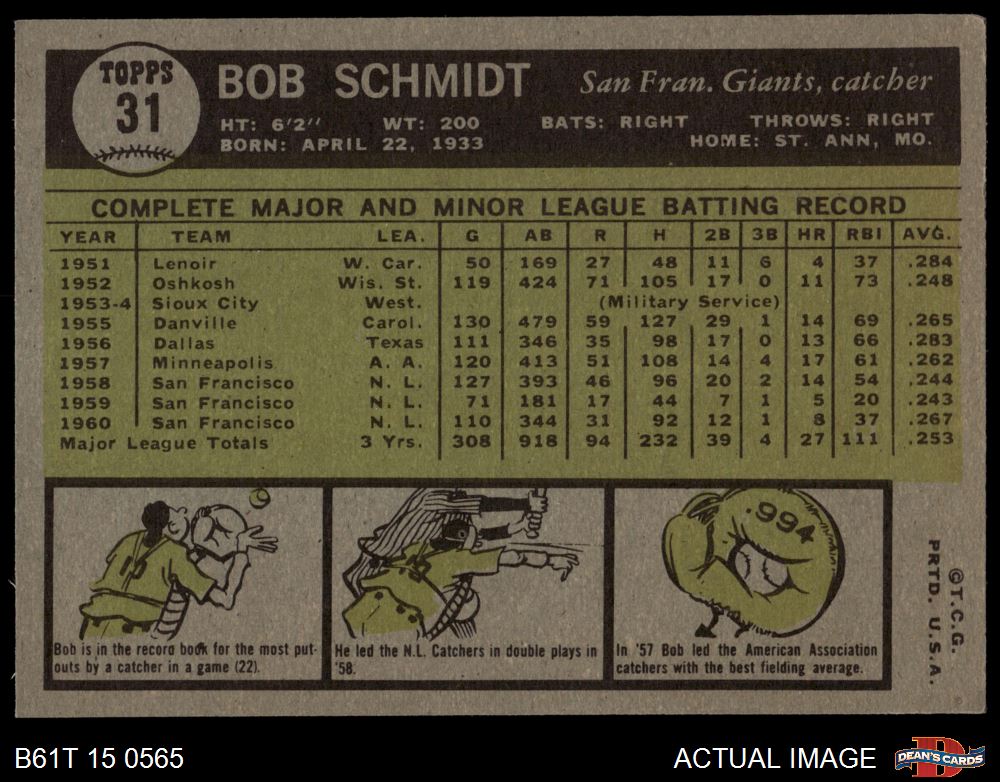 TOPPS
31
BOB SCHMIDT San Fran. Giants, catcher
HT: 6'2" WT: 200 BATS: RIGHT THROWS: RIGHT
BORN: APRIL 22, 1933 HOME: ST. ANN, MO.
COMPLETE MAJOR AND MINOR LEAGUE BATTING RECORD
YEAR TEAM LEA. G AB R H 2B 3B HR RBI AVG.
1951 Lenoir W. Car. 50 169 27 48 11 6 4 37 .284
1952 Oshkosh Wis. St. 119 424 71 105 17 0 11 73 .248
1953-4 Sioux City West. (Military Service)
1955 Danville Carol. 130 479 59 127 29 1 14 69 .265
1956 Dallas Texas 111 346 35 98 17 0 13 66 .283
1957 Minneapolis A. A. 120 413 51 108 14 4 17 61 .262
1958 San Francisco N. L. 127 393 46 96 20 2 14 54 .244
1959 San Francisco N. L. 71 181 17 44 7 1 5 20 .243
1960 San Francisco N. L. 110 344 31 92 12 1 8 37 .267
Major League Totals 3 Yrs. 308 918 94 232 39 4 27 111 .253
.994
Bob is in the record book for the most put-
outs by a catcher in a game (22).
He led the N.L. Catchers in double plays in
'58.
In '57 Bob led the American Association
catchers with the best fielding average.
©T.C.G.
PRTD. U.S.A.
B61T 15 0565 ACTUAL IMAGE
DEAN'S CARDS